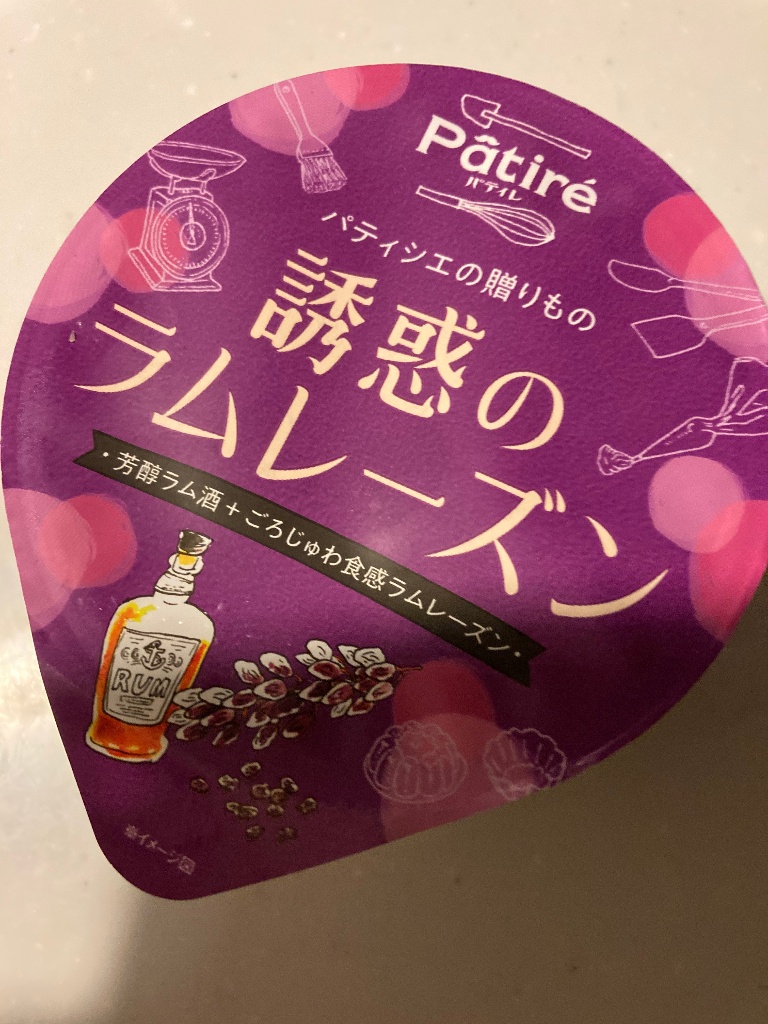 Pâtiré
パティレ
パティシエの贈りもの
誘惑の
ラムレーズン
・芳醇ラム酒+ごろじゅわ食感ラムレーズン・
RUM
※イメージ図